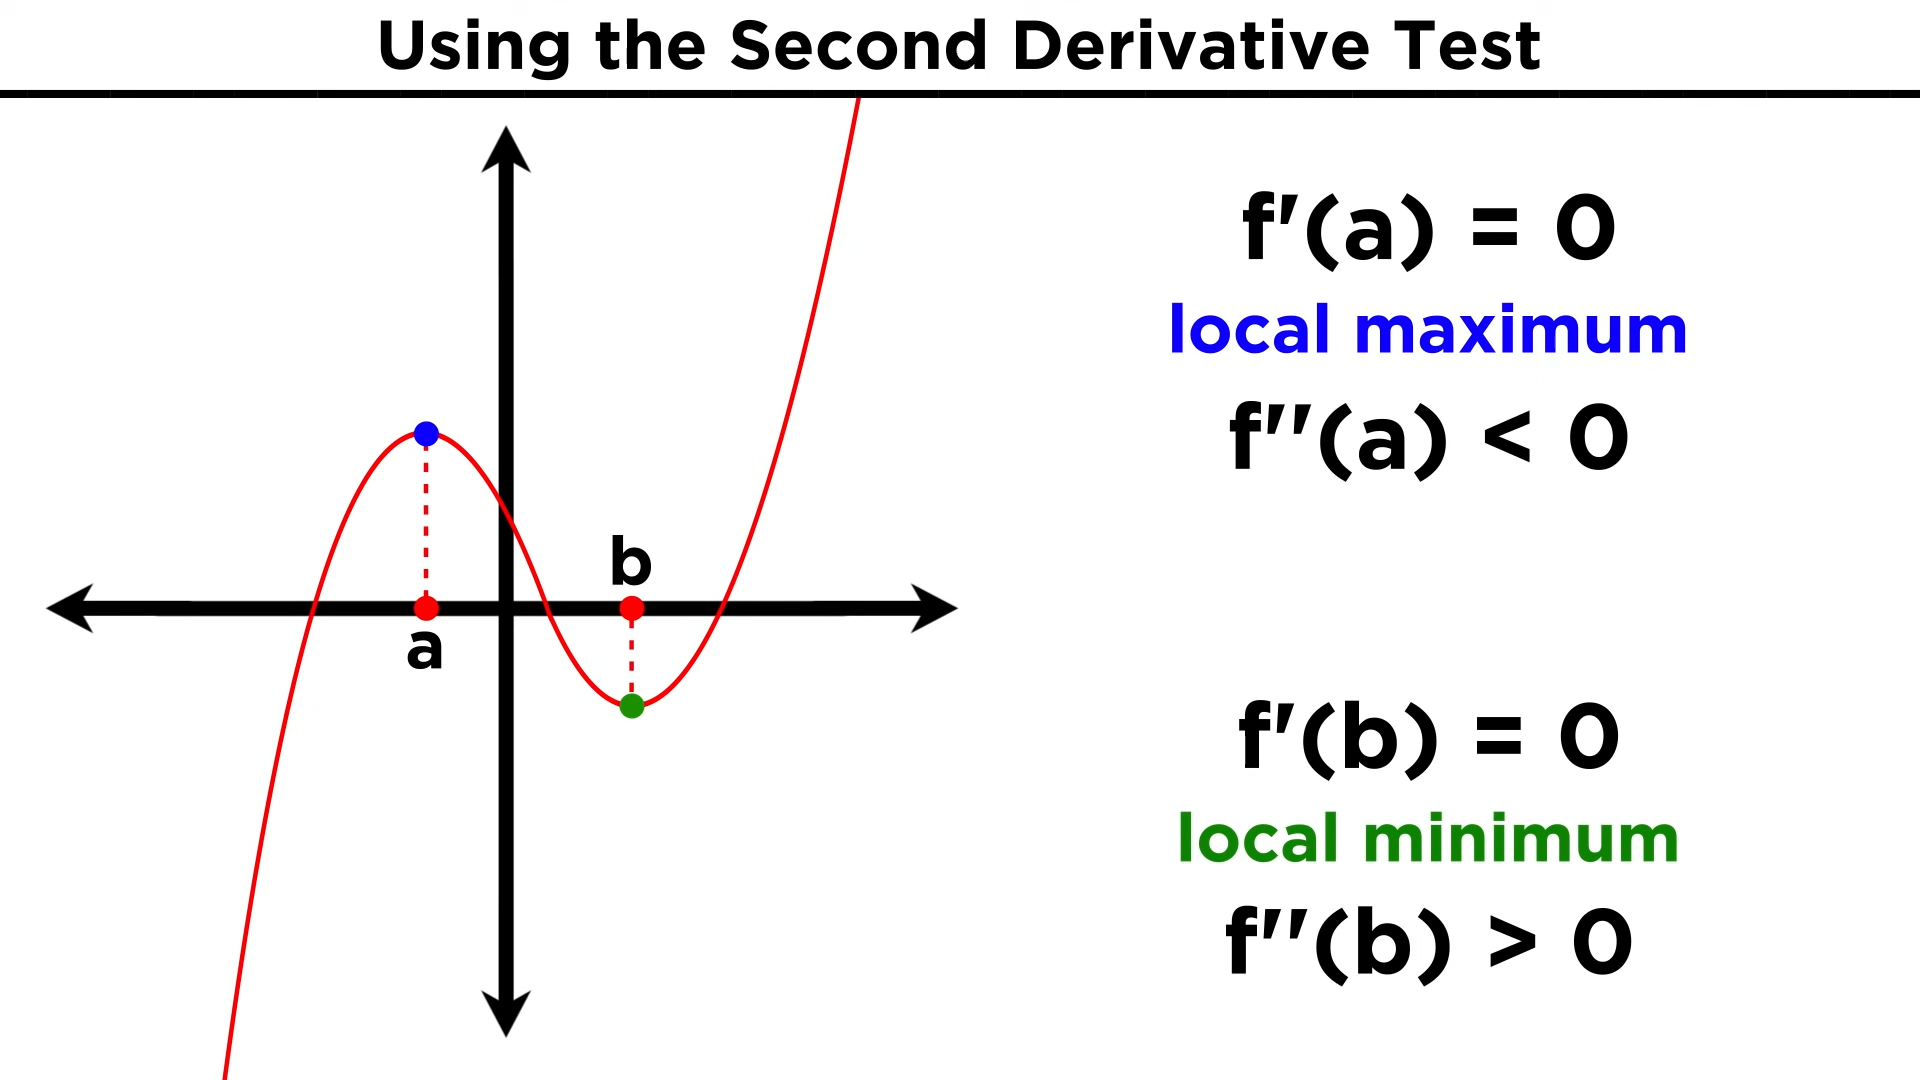 Using the Second Derivative Test
f'(a) = 0
local maximum
f''(a) < 0
b
a
f'(b) = 0
local minimum
f''(b) > 0